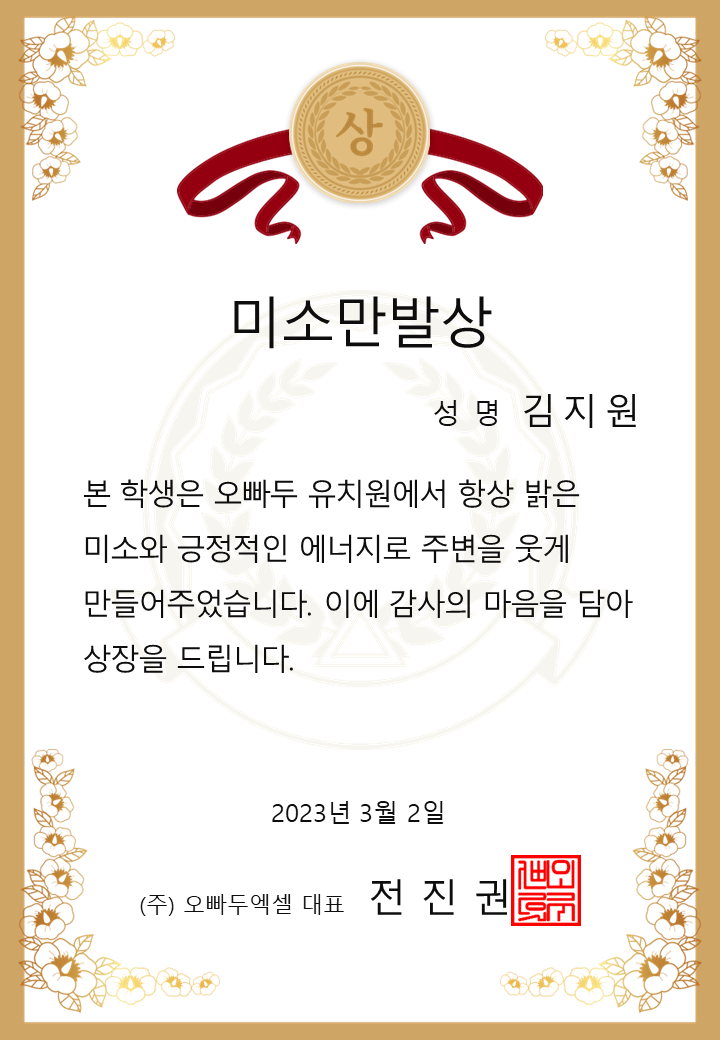 상
미소만발상
성 명 김 지 원
본 학생은 오빠두 유치원에서 항상 밝은
미소와 긍정적인 에너지로 주변을 웃게
만들어주었습니다. 이에 감사의 마음을 담아
상장을 드립니다.
2023년 3월 2일
(주) 오빠두엑셀 대표 전 진 권